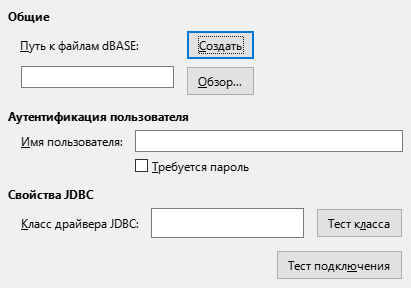 Общие
Путь к файлам dBASE: Создать
Обзор...
Аутентификация пользователя
Имя пользователя:
Требуется пароль
Свойства JDBC
Класс драйвера JDBC: Тест класса
Тест подключения